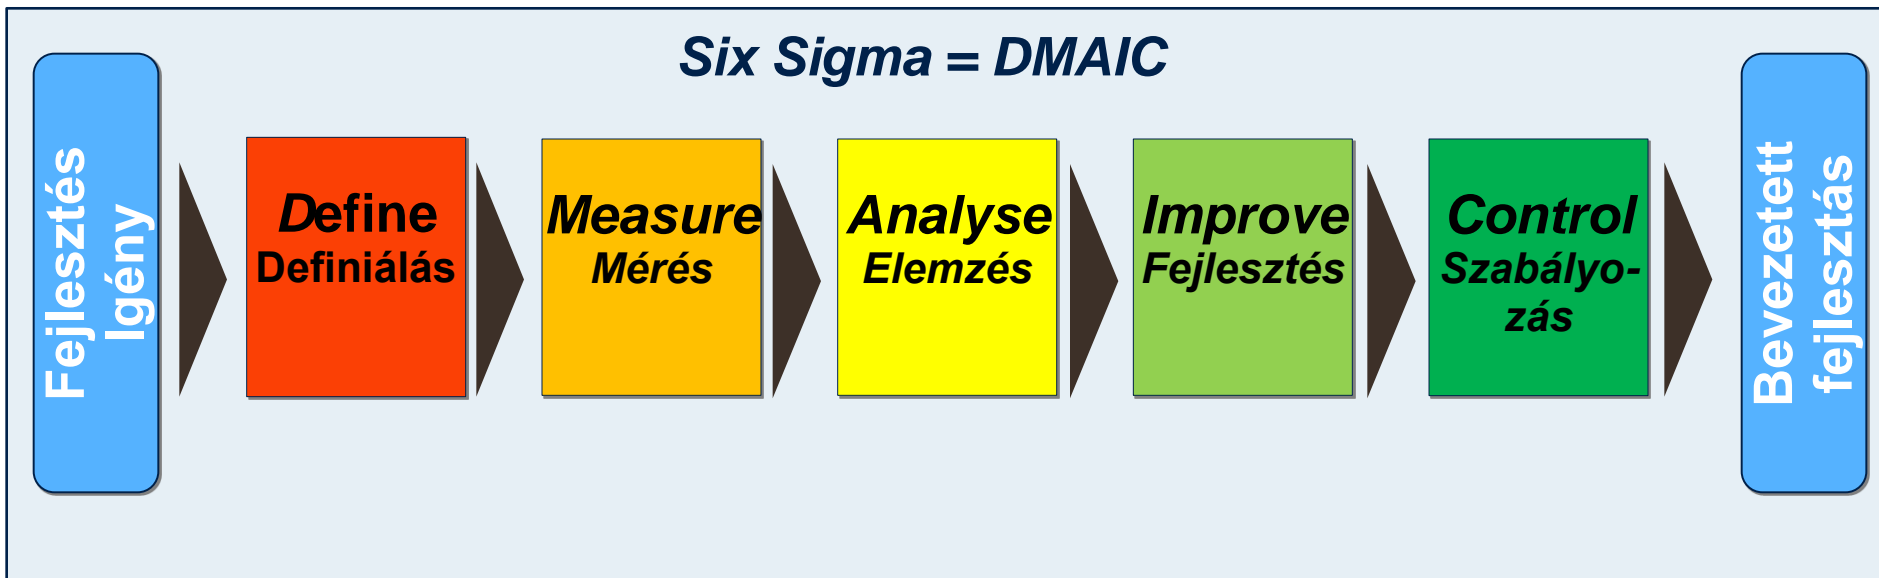 Six Sigma = DMAIC
Fejlesztés
Igény
Define
Definiálás
Measure
Mérés
Analyse
Elemzés
Improve
Fejlesztés
Control
Szabályo-
zás
Bevezetett
fejlesztás